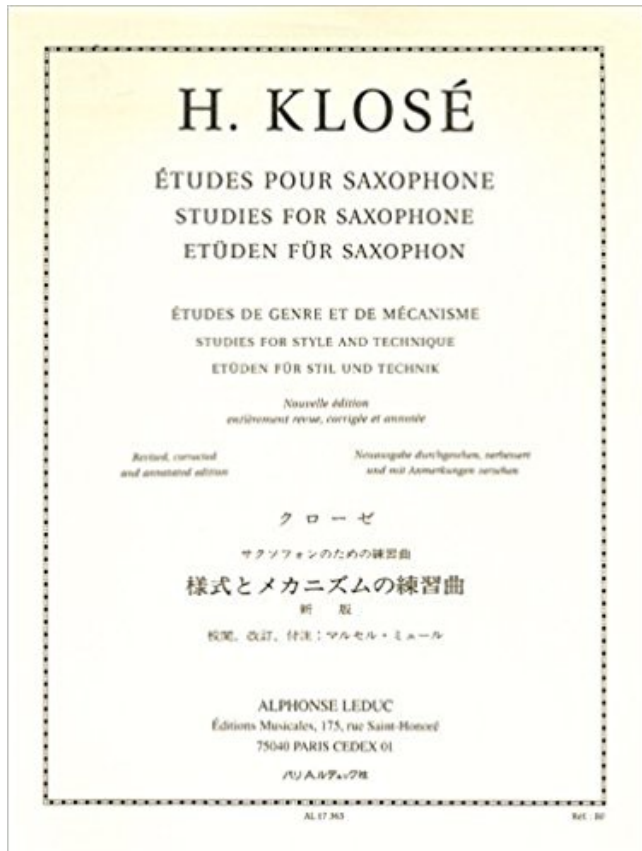 H. KLOSÉ
ÉTUDES POUR SAXOPHONE
STUDIES FOR SAXOPHONE
ETÜDEN FÜR SAXOPHON
ÉTUDES DE GENRE ET DE MÉCANISME
STUDIES FOR STYLE AND TECHNIQUE
ETÜDEN FÜR STIL UND TECHNIK
Nouvelle édition
entièrement revue, corrigée et annotée
Revised, corrected
and annotated edition
Neuausgabe durchgesehen, verbessert
und mit Anmerkungen versehen
クローゼ
サクソフォンのための練習曲
様式とメカニズムの練習曲
新版
校閲、改訂、付注：マルセル・ミュール
ALPHONSE LEDUC
Éditions Musicales, 175, rue Saint-Honoré
75040 PARIS CEDEX 01
パリ A.ルデュック社
AL 17 363
Réf. : B0